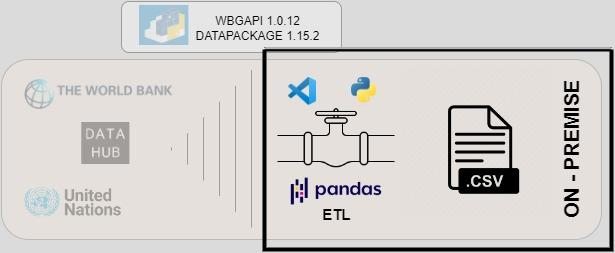 WBGAPI 1.0.12
DATAPACKAGE 1.15.2
THE WORLD BANK
DATA
HUB
United
Nations
pandas
ETL
.CSV
ON - PREMISE